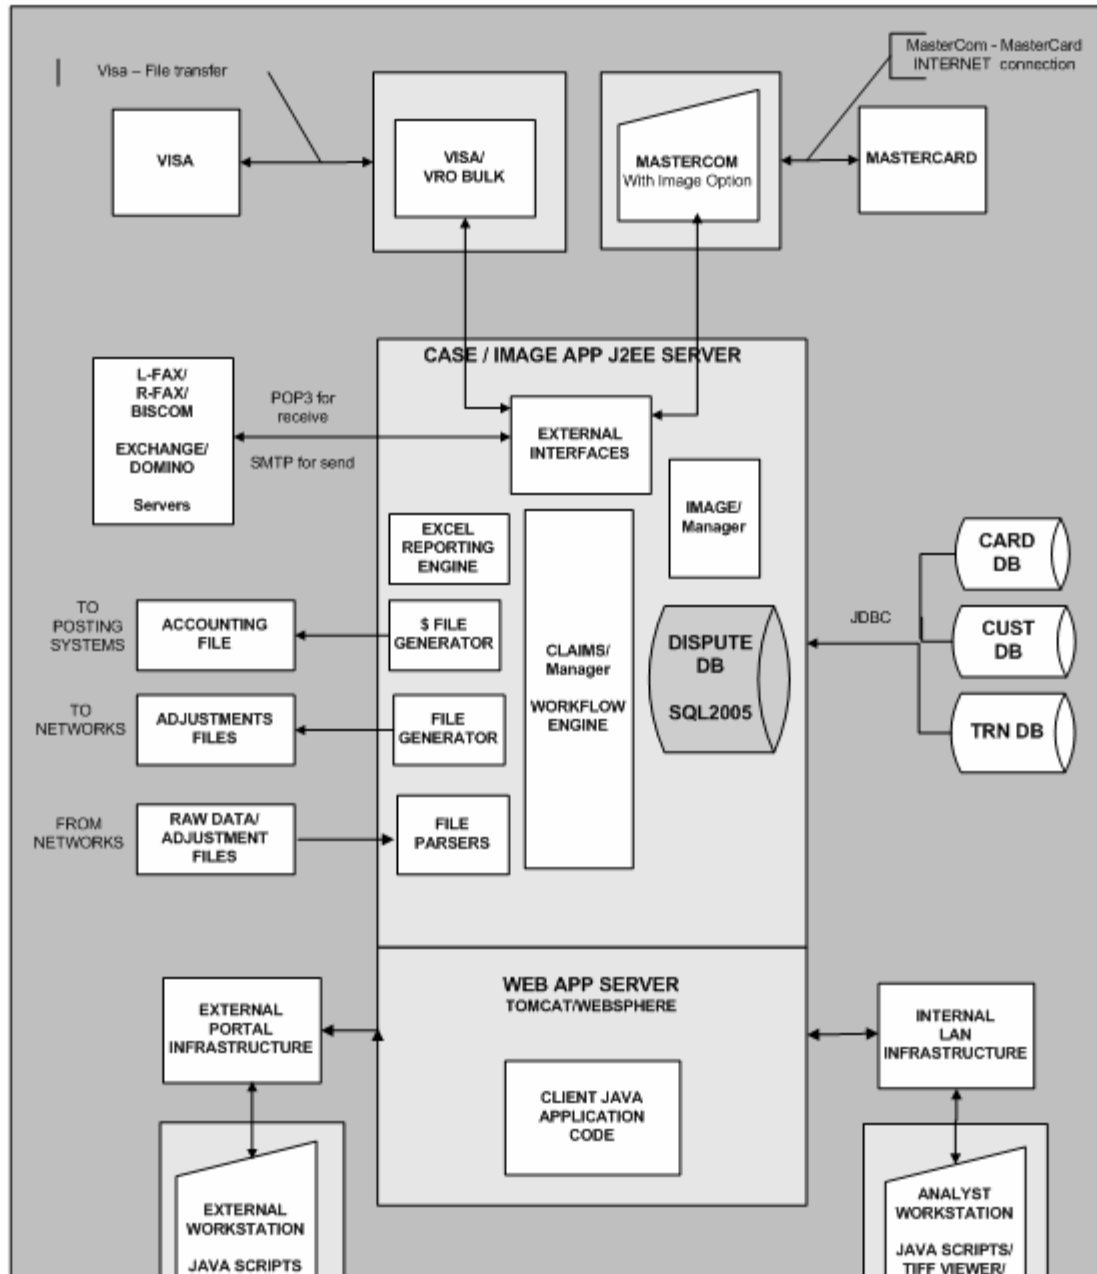 Visa – File transfer
MasterCom - MasterCard
INTERNET connection
VISA
VISA/
VRO BULK
MASTERCOM
With Image Option
MASTERCARD
CASE / IMAGE APP J2EE SERVER
L-FAX/
R-FAX/
BISCOM
EXCHANGE/
DOMINO
Servers
POP3 for
receive
SMTP for send
EXTERNAL
INTERFACES
IMAGE/
Manager
EXCEL
REPORTING
ENGINE
CARD
DB
CUST
DB
TRN DB
JDBC
TO
POSTING
SYSTEMS
ACCOUNTING
FILE
$ FILE
GENERATOR
CLAIMS/
Manager
WORKFLOW
ENGINE
DISPUTE
DB
SQL2005
TO
NETWORKS
ADJUSTMENTS
FILES
FILE
GENERATOR
FROM
NETWORKS
RAW DATA/
ADJUSTMENT
FILES
FILE
PARSERS
WEB APP SERVER
TOMCAT/WEBSPHERE
EXTERNAL
PORTAL
INFRASTRUCTURE
INTERNAL
LAN
INFRASTRUCTURE
CLIENT JAVA
APPLICATION
CODE
EXTERNAL
WORKSTATION
JAVA SCRIPTS
ANALYST
WORKSTATION
JAVA SCRIPTS/
TIFF VIEWER/